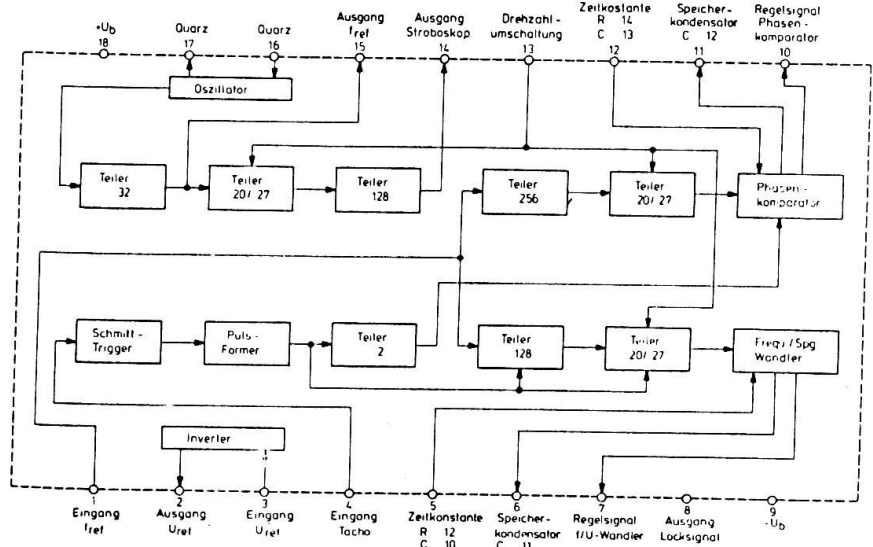 +Ub
18
Quarz
17
Quarz
16
Ausgang
fref
15
Ausgang
Stroboskop
14
Drehzahl-
umschaltung
13
Zeitkostante
R 14
C 13
12
Speicher-
kondensator
C 12
11
Regelsignal
Phasen-
komparator
10
Oszillator
Teiler
32
Teiler
20/27
Teiler
128
Teiler
256
Teiler
20/27
Phasen-
komparator
Schmitt-
Trigger
Puls-
Former
Teiler
2
Teiler
128
Teiler
20/27
Frequ/Spg
Wandler
Inverter
1
Eingang
fref
2
Ausgang
Uref
3
Eingang
Uref
4
Eingang
Tacho
5
Zeitkonstante
R 12
C 10
6
Speicher-
kondensator
C 11
7
Regelsignal
f/U-Wandler
8
Ausgang
Locksignal
9
-Ub